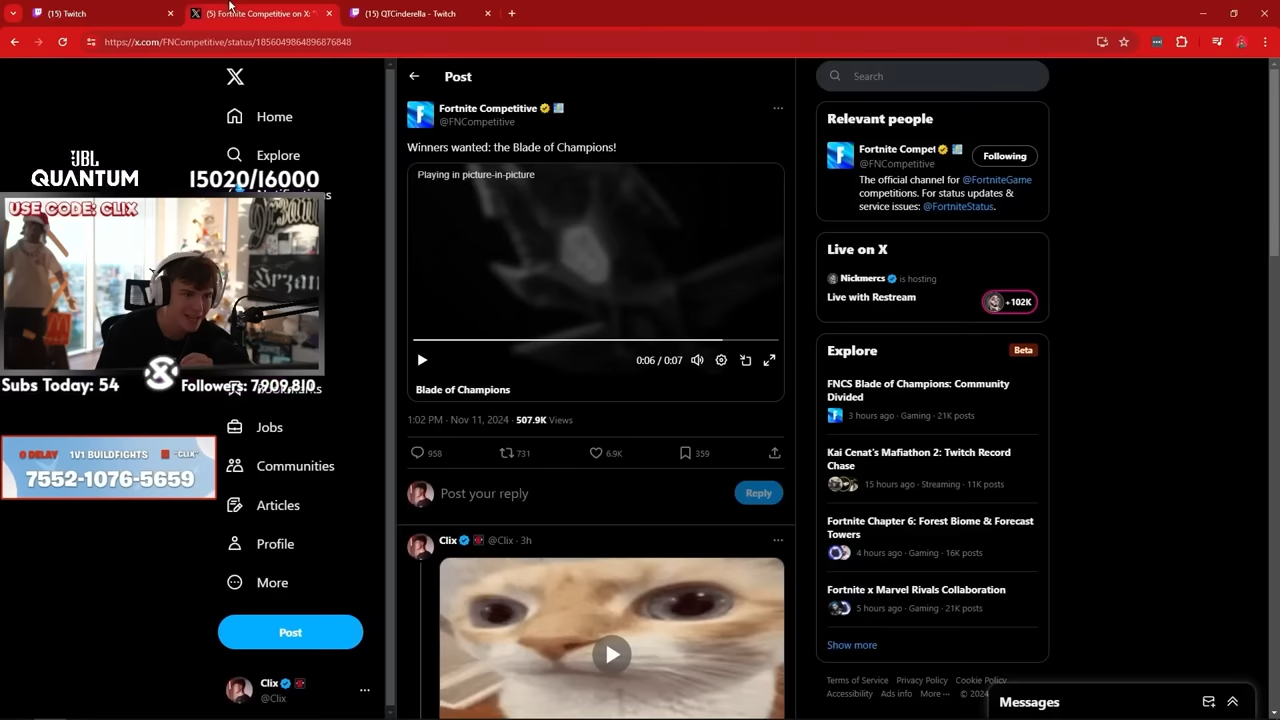 (15) Twitch
(5) Fortnite Competitive on X: "
(15) QTCinderella - Twitch
https://x.com/FNCompetitive/status/1856049864896876848
Home
Explore
JBL
QUANTUM
15020/16000
USE CODE: CLIX
Subs Today: 54
Followers: 7,909,810
Jobs
0 DELAY 1V1 BUILDFIGHTS "CLIX"
7552-1076-5659
Communities
Articles
Profile
More
Post
Clix
@Clix
Post
Fortnite Competitive
@FNCompetitive
Winners wanted: the Blade of Champions!
Playing in picture-in-picture
0:06 / 0:07
Blade of Champions
1:02 PM · Nov 11, 2024 · 507.9K Views
958
731
6.9K
359
Post your reply
Reply
Clix @Clix · 3h
Search
Relevant people
Fortnite Compet
@FNCompetitive
Following
The official channel for @FortniteGame
competitions. For status updates &
service issues: @FortniteStatus.
Live on X
Nickmercs is hosting
Live with Restream
+102K
Explore
Beta
FNCS Blade of Champions: Community
Divided
3 hours ago · Gaming · 21K posts
Kai Cenat's Mafiathon 2: Twitch Record
Chase
15 hours ago · Streaming · 11K posts
Fortnite Chapter 6: Forest Biome & Forecast
Towers
4 hours ago · Gaming · 16K posts
Fortnite x Marvel Rivals Collaboration
5 hours ago · Gaming · 21K posts
Show more
Terms of Service Privacy Policy Cookie Policy
Accessibility Ads info More ··· © 2024
Messages